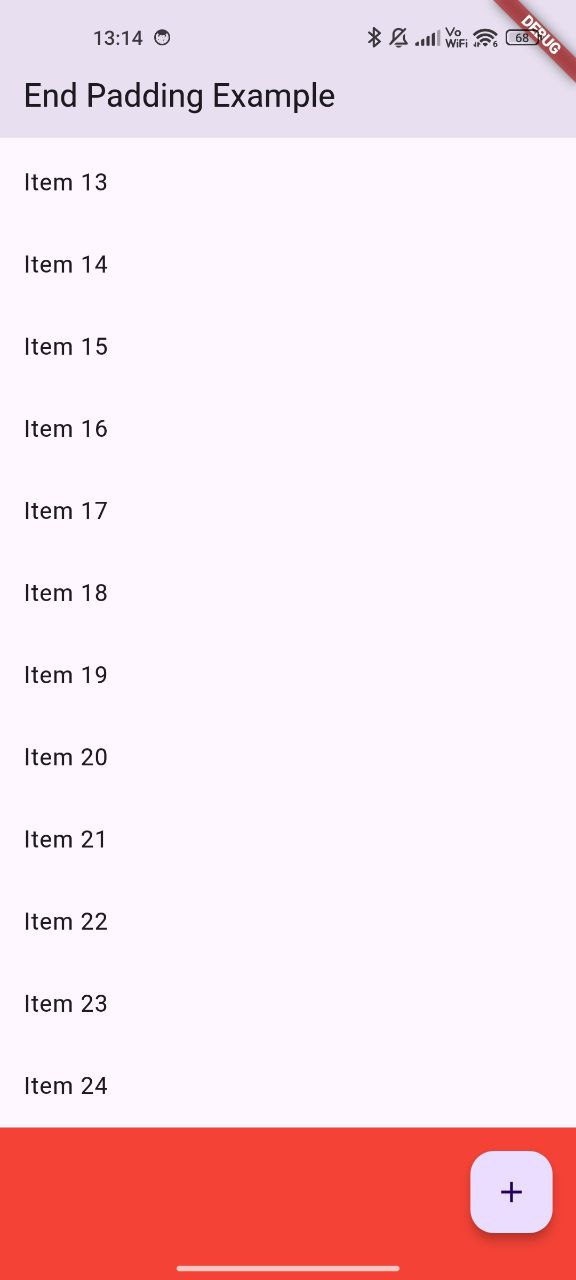 13:14
Vo
WiFi
6
68
DEBUG
End Padding Example
Item 13
Item 14
Item 15
Item 16
Item 17
Item 18
Item 19
Item 20
Item 21
Item 22
Item 23
Item 24
+